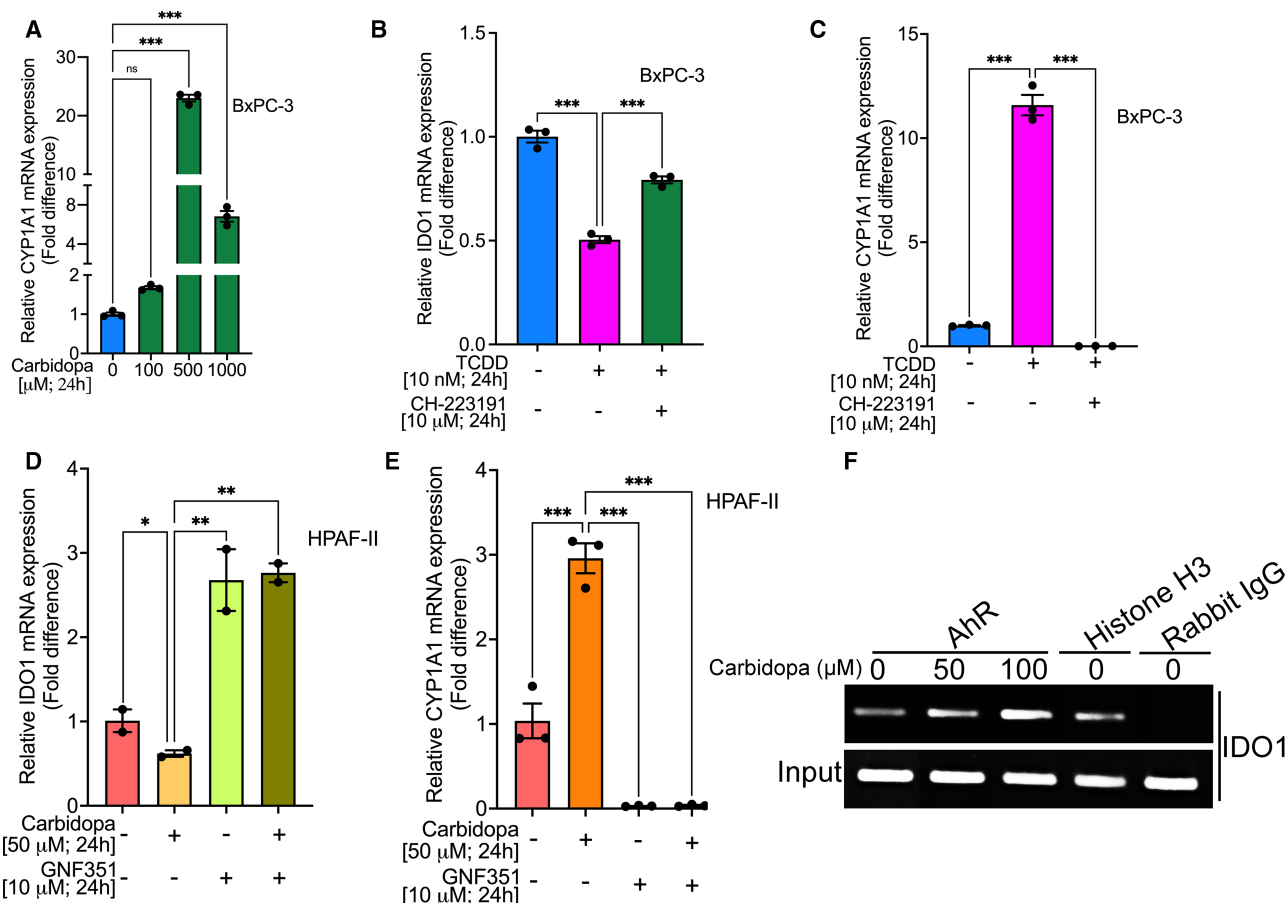 A
Relative CYP1A1 mRNA expression
(Fold difference)
30
20
10
8
4
2
1
0
***
***
ns
BxPC-3
Carbidopa
[μM; 24h]
0 100 500 1000
B
Relative IDO1 mRNA expression
(Fold difference)
1.5
1.0
0.5
0.0
*** ***
BxPC-3
TCDD
[10 nM; 24h]
- + +
CH-223191
[10 μM; 24h]
- - +
C
Relative CYP1A1 mRNA expression
(Fold difference)
15
10
5
0
*** ***
BxPC-3
TCDD
[10 nM; 24h]
- + +
CH-223191
[10 μM; 24h]
- - +
D
Relative IDO1 mRNA expression
(Fold difference)
4
3
2
1
0
**
* **
HPAF-II
Carbidopa
[50 μM; 24h]
- + - +
GNF351
[10 μM; 24h]
- - + +
E
Relative CYP1A1 mRNA expression
(Fold difference)
4
3
2
1
0
***
*** ***
HPAF-II
Carbidopa
[50 μM; 24h]
- + - +
GNF351
[10 μM; 24h]
- - + +
F
AhR
Histone H3
Rabbit IgG
Carbidopa (μM) 0 50 100 0 0
IDO1
Input